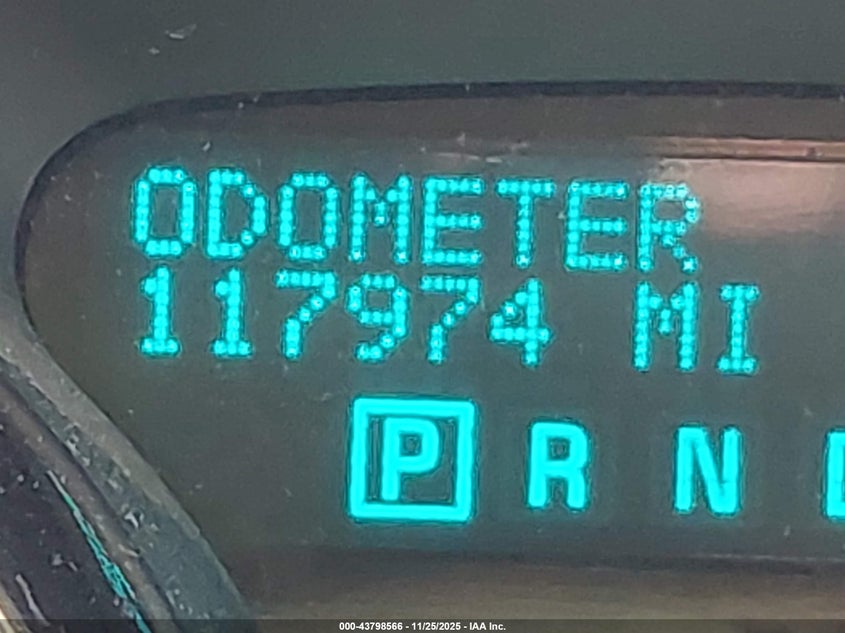 ODOMETER
117974 MI
P R N
000-43798566 - 11/25/2025 - IAA Inc.